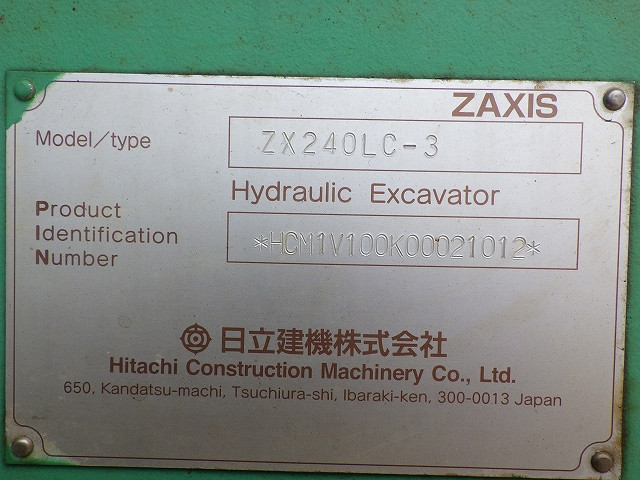 ZAXIS
Model/type
ZX240LC-3
Hydraulic Excavator
Product
Identification
Number
*HCM1V100K00021012*
日立建機株式会社
Hitachi Construction Machinery Co., Ltd.
650, Kandatsu-machi, Tsuchiura-shi, Ibaraki-ken, 300-0013 Japan